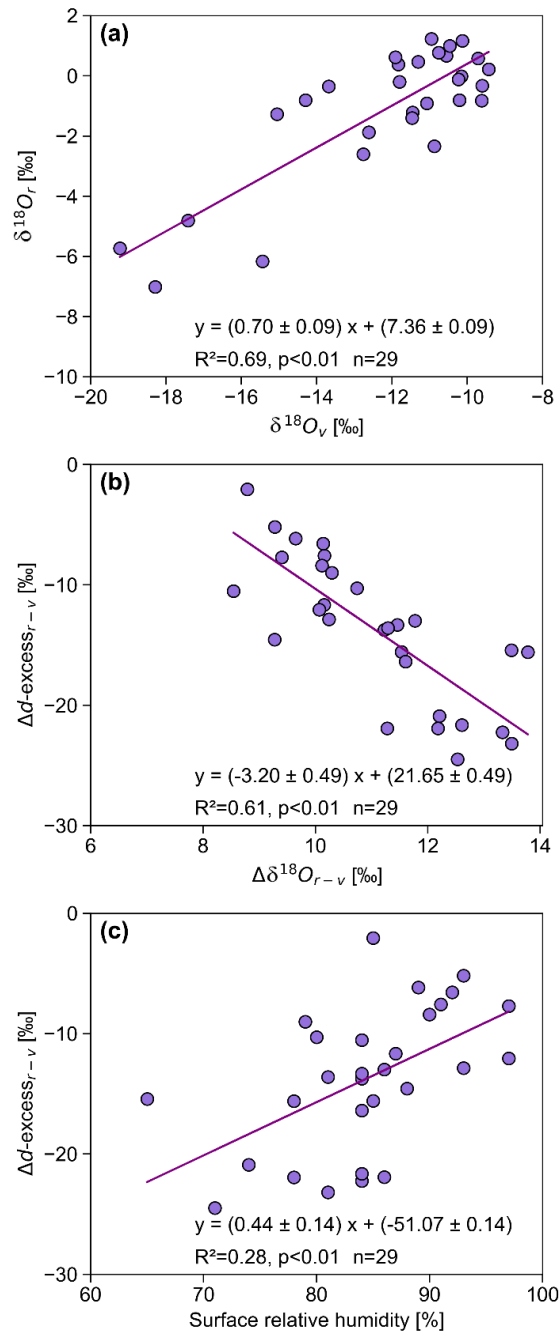 (a)
2
0
−2
−4
−6
−8
−10
δ¹⁸Oᵣ [‰]
y = (0.70 ± 0.09) x + (7.36 ± 0.09)
R²=0.69, p<0.01 n=29
−20 −18 −16 −14 −12 −10 −8
δ¹⁸Oᵥ [‰]
(b)
0
−10
−20
−30
Δd-excessᵣ₋ᵥ [‰]
y = (-3.20 ± 0.49) x + (21.65 ± 0.49)
R²=0.61, p<0.01 n=29
6 8 10 12 14
Δδ¹⁸Oᵣ₋ᵥ [‰]
(c)
0
−10
−20
−30
Δd-excessᵣ₋ᵥ [‰]
y = (0.44 ± 0.14) x + (-51.07 ± 0.14)
R²=0.28, p<0.01 n=29
60 70 80 90 100
Surface relative humidity [%]